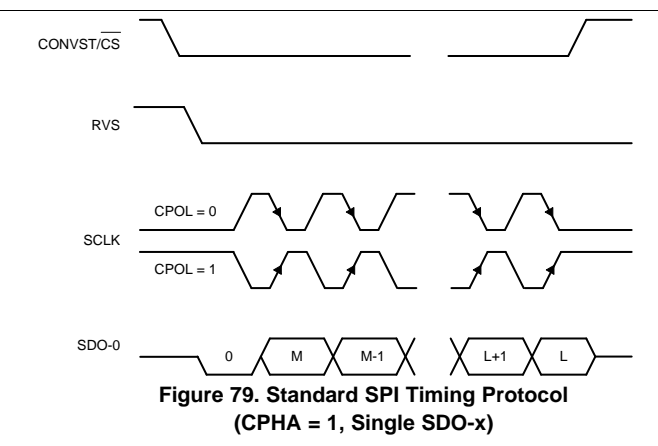 CONVST/CS
RVS
CPOL = 0
SCLK
CPOL = 1
SDO-0
0 M M-1 L+1 L
Figure 79. Standard SPI Timing Protocol
(CPHA = 1, Single SDO-x)